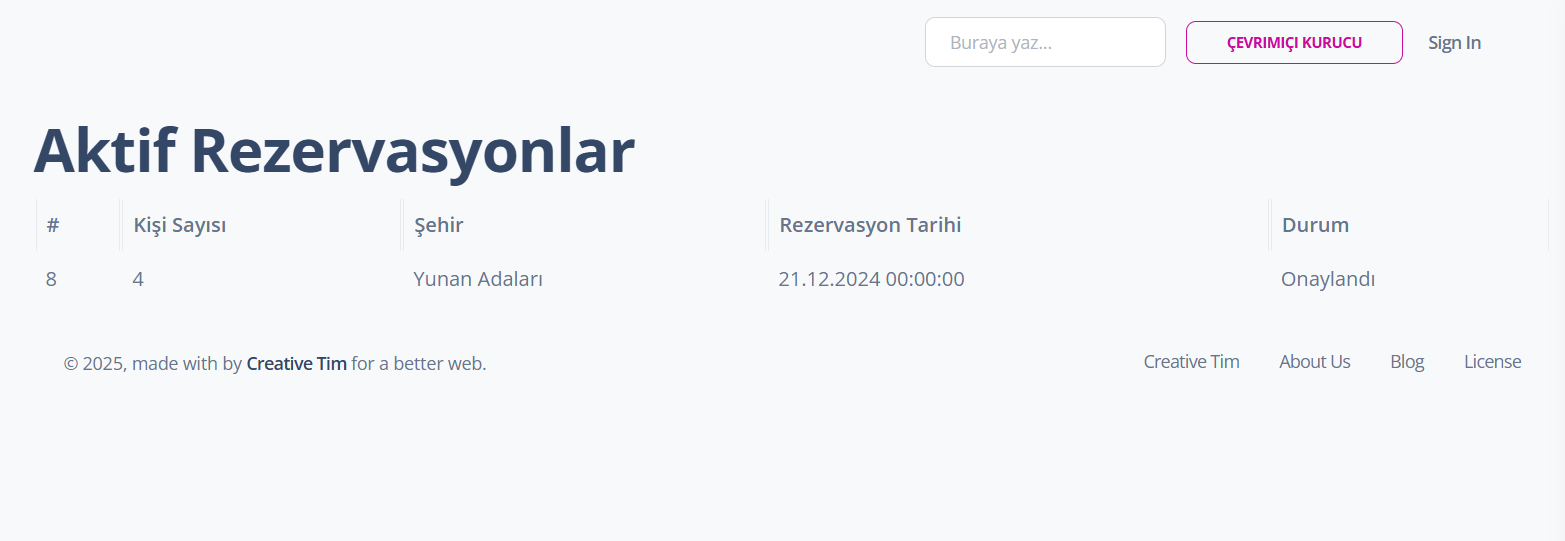 Buraya yaz... ÇEVRIMIÇI KURUCU Sign In
Aktif Rezervasyonlar
# Kişi Sayısı Şehir Rezervasyon Tarihi Durum
8 4 Yunan Adaları 21.12.2024 00:00:00 Onaylandı
© 2025, made with by Creative Tim for a better web. Creative Tim About Us Blog License